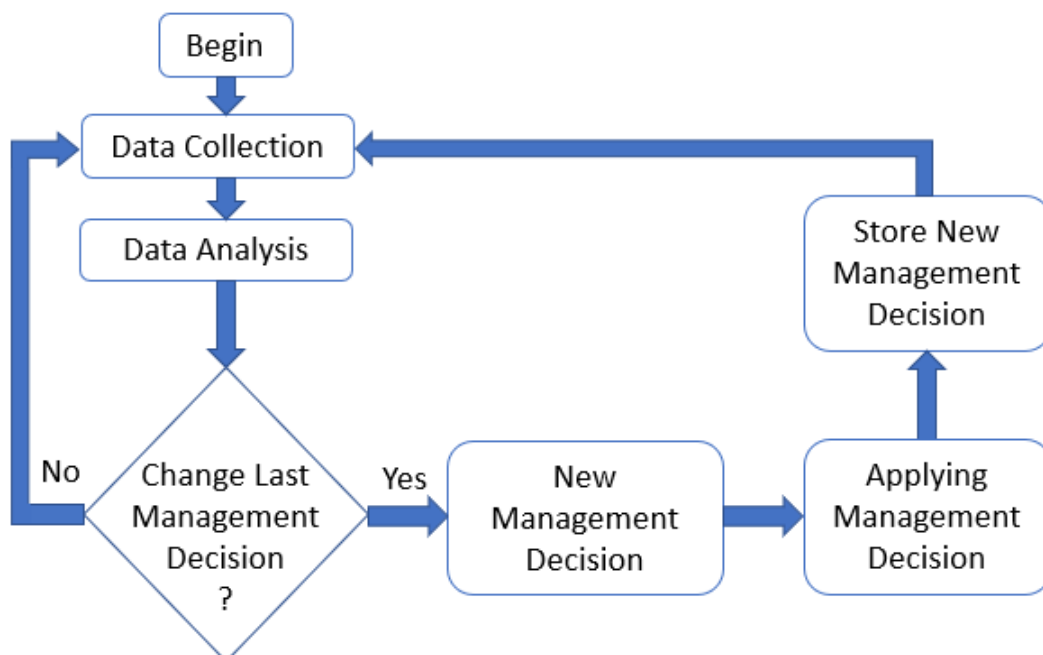 Begin
Data Collection
Data Analysis
Change Last
Management
Decision
?
No
Yes
New
Management
Decision
Applying
Management
Decision
Store New
Management
Decision